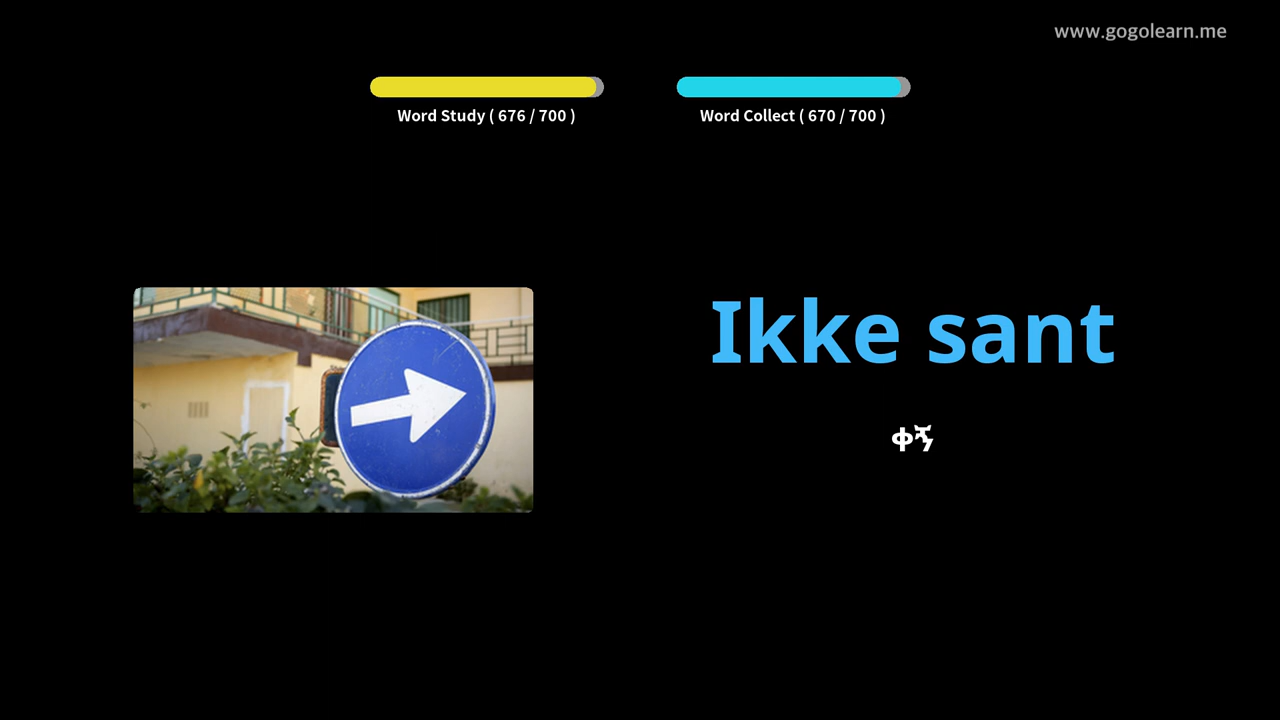 www.gogolearn.me
Word Study ( 676 / 700 )
Word Collect ( 670 / 700 )
Ikke sant
ቀኝ